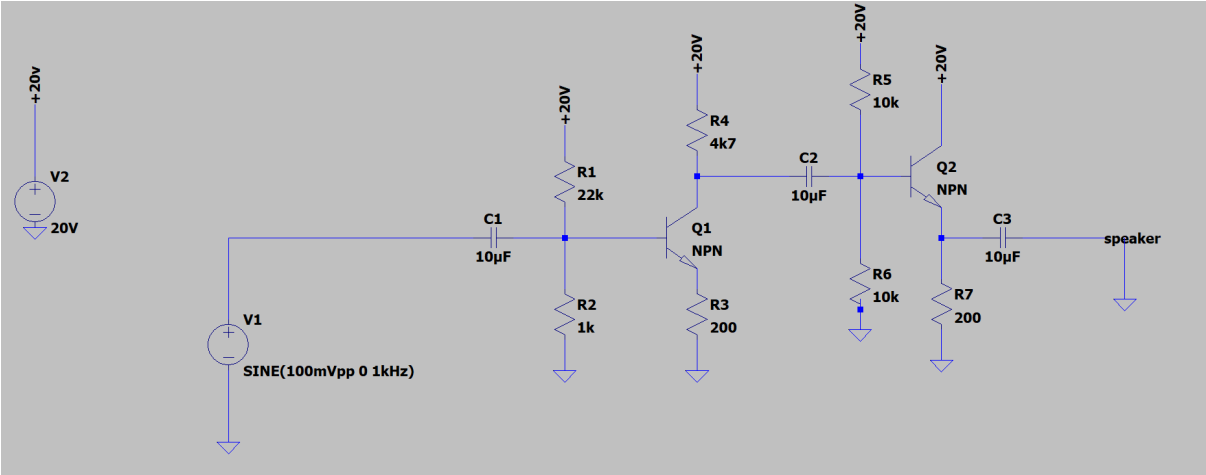 +20v
V2
20V
V1
SINE(100mVpp 0 1kHz)
C1
10µF
+20V
R1
22k
R2
1k
+20V
R4
4k7
Q1
NPN
R3
200
C2
10µF
+20V
R5
10k
R6
10k
+20V
Q2
NPN
R7
200
C3
10µF
speaker